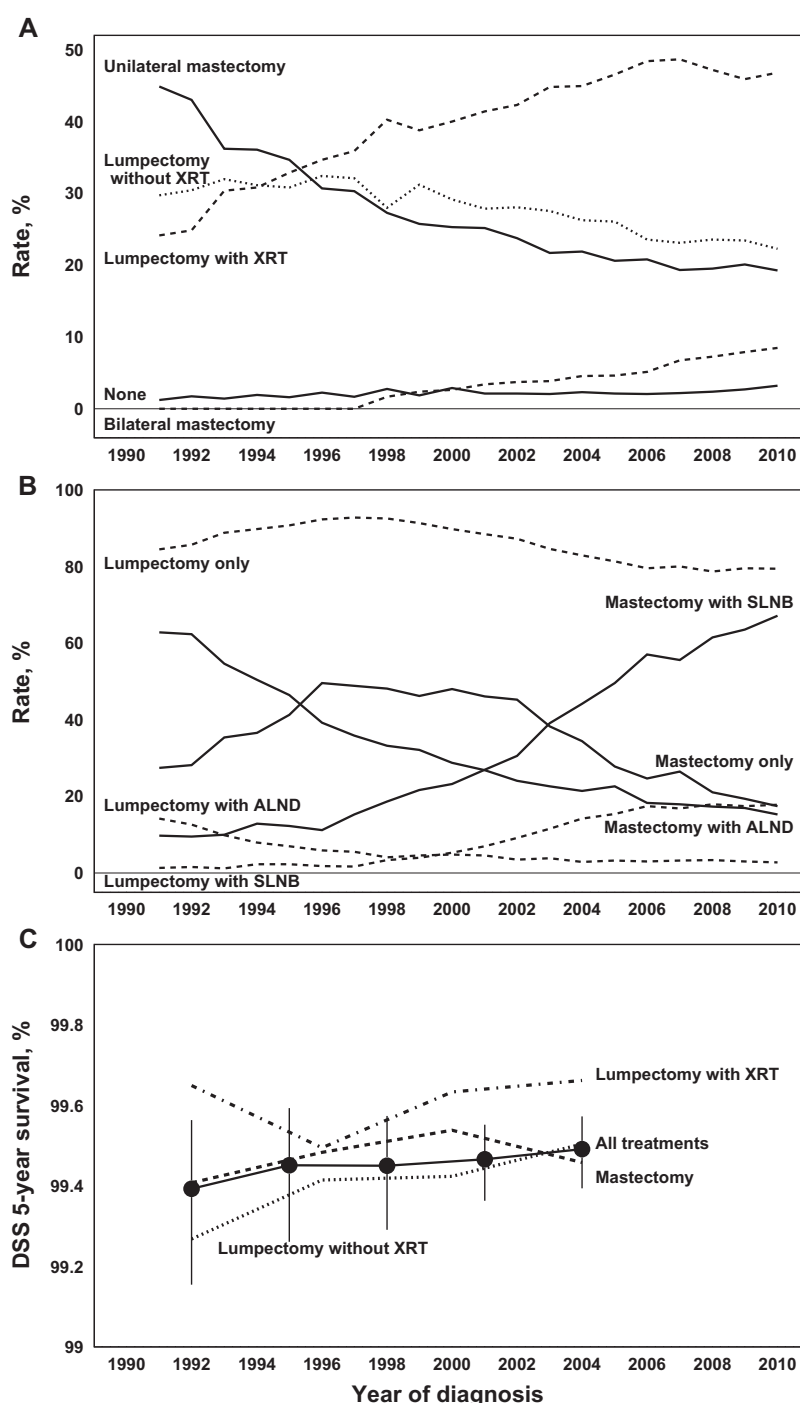 A
50
Unilateral mastectomy
40
Lumpectomy
without XRT
30
Rate, %
Lumpectomy with XRT
20
10
None
0
Bilateral mastectomy
1990 1992 1994 1996 1998 2000 2002 2004 2006 2008 2010
B
100
Lumpectomy only
80
Mastectomy with SLNB
60
Rate, %
40
Mastectomy only
20
Lumpectomy with ALND
Mastectomy with ALND
0
Lumpectomy with SLNB
1990 1992 1994 1996 1998 2000 2002 2004 2006 2008 2010
C
100
99.8
Lumpectomy with XRT
99.6
DSS 5-year survival, %
All treatments
99.4
Mastectomy
Lumpectomy without XRT
99.2
99
1990 1992 1994 1996 1998 2000 2002 2004 2006 2008 2010
Year of diagnosis